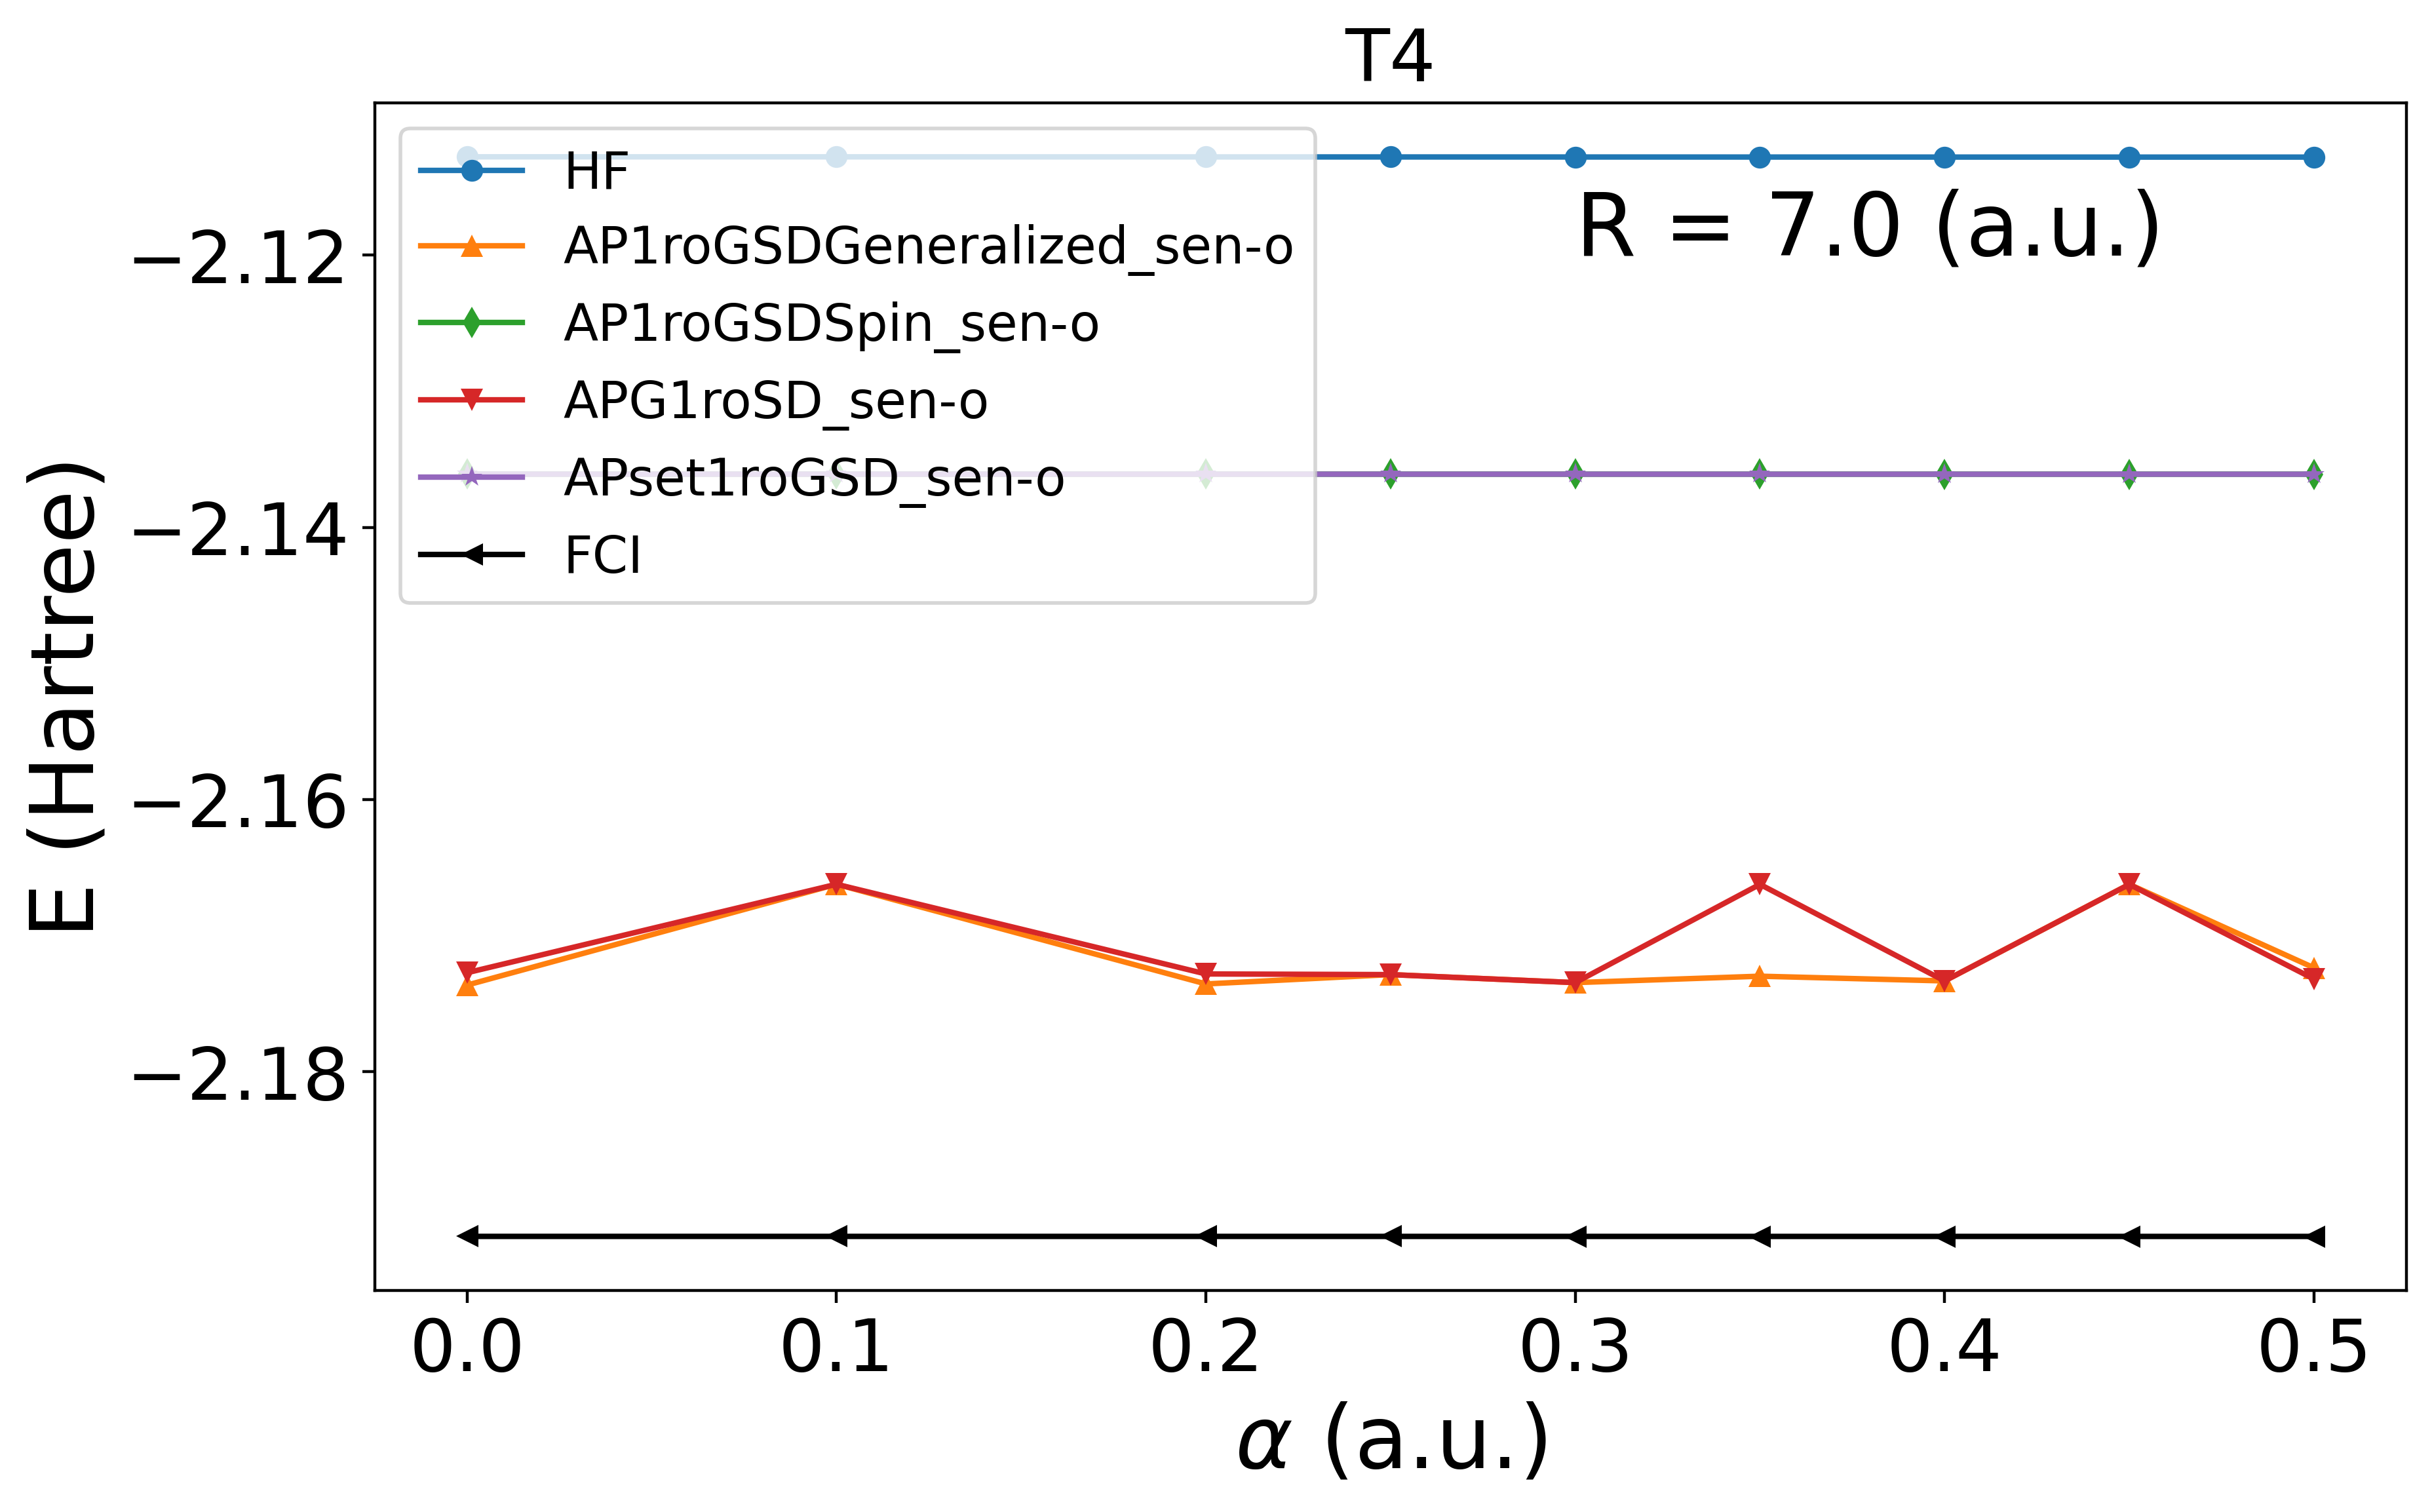 T4
HF
AP1roGSDGeneralized_sen-o
AP1roGSDSpin_sen-o
APG1roSD_sen-o
APset1roGSD_sen-o
FCI
R = 7.0 (a.u.)
E (Hartree)
−2.12
−2.14
−2.16
−2.18
0.0 0.1 0.2 0.3 0.4 0.5
α (a.u.)